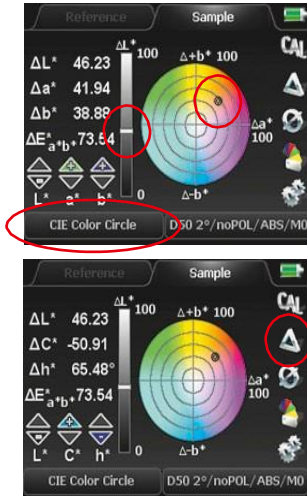 Reference Sample
ΔL* 100 Δ+b* 100 CAL
ΔL* 46.23
Δa* 41.94
Δb* 38.88
ΔE*a*b* 73.54 Δa* 100
L* a* b* 0 Δ-b*
CIE Color Circle D50 2°/noPOL/ABS/M0
Reference Sample
ΔL* 100 Δ+b* 100 CAL
ΔL* 46.23
ΔC* -50.91
Δh* 65.48°
ΔE*a*b* 73.54 Δa* 100
L* C* h* 0 Δ-b*
CIE Color Circle D50 2°/noPOL/ABS/M0